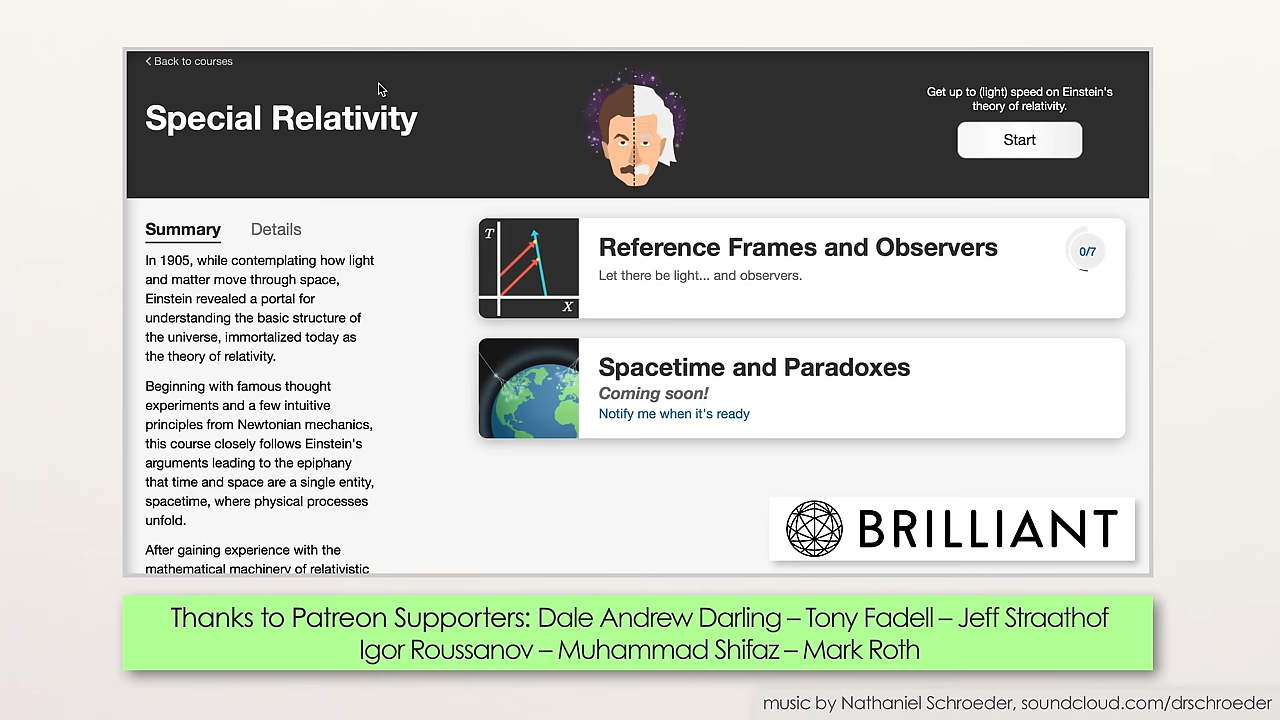 Back to courses
Special Relativity
Get up to (light) speed on Einstein's
theory of relativity.
Start
Summary Details
In 1905, while contemplating how light
and matter move through space,
Einstein revealed a portal for
understanding the basic structure of
the universe, immortalized today as
the theory of relativity.
Beginning with famous thought
experiments and a few intuitive
principles from Newtonian mechanics,
this course closely follows Einstein's
arguments leading to the epiphany
that time and space are a single entity,
spacetime, where physical processes
unfold.
After gaining experience with the
mathematical machinery of relativistic
T
X
Reference Frames and Observers
Let there be light... and observers.
0/7
Spacetime and Paradoxes
Coming soon!
Notify me when it's ready
BRILLIANT
Thanks to Patreon Supporters: Dale Andrew Darling – Tony Fadell – Jeff Straathof
Igor Roussanov – Muhammad Shifaz – Mark Roth
music by Nathaniel Schroeder, soundcloud.com/drschroeder